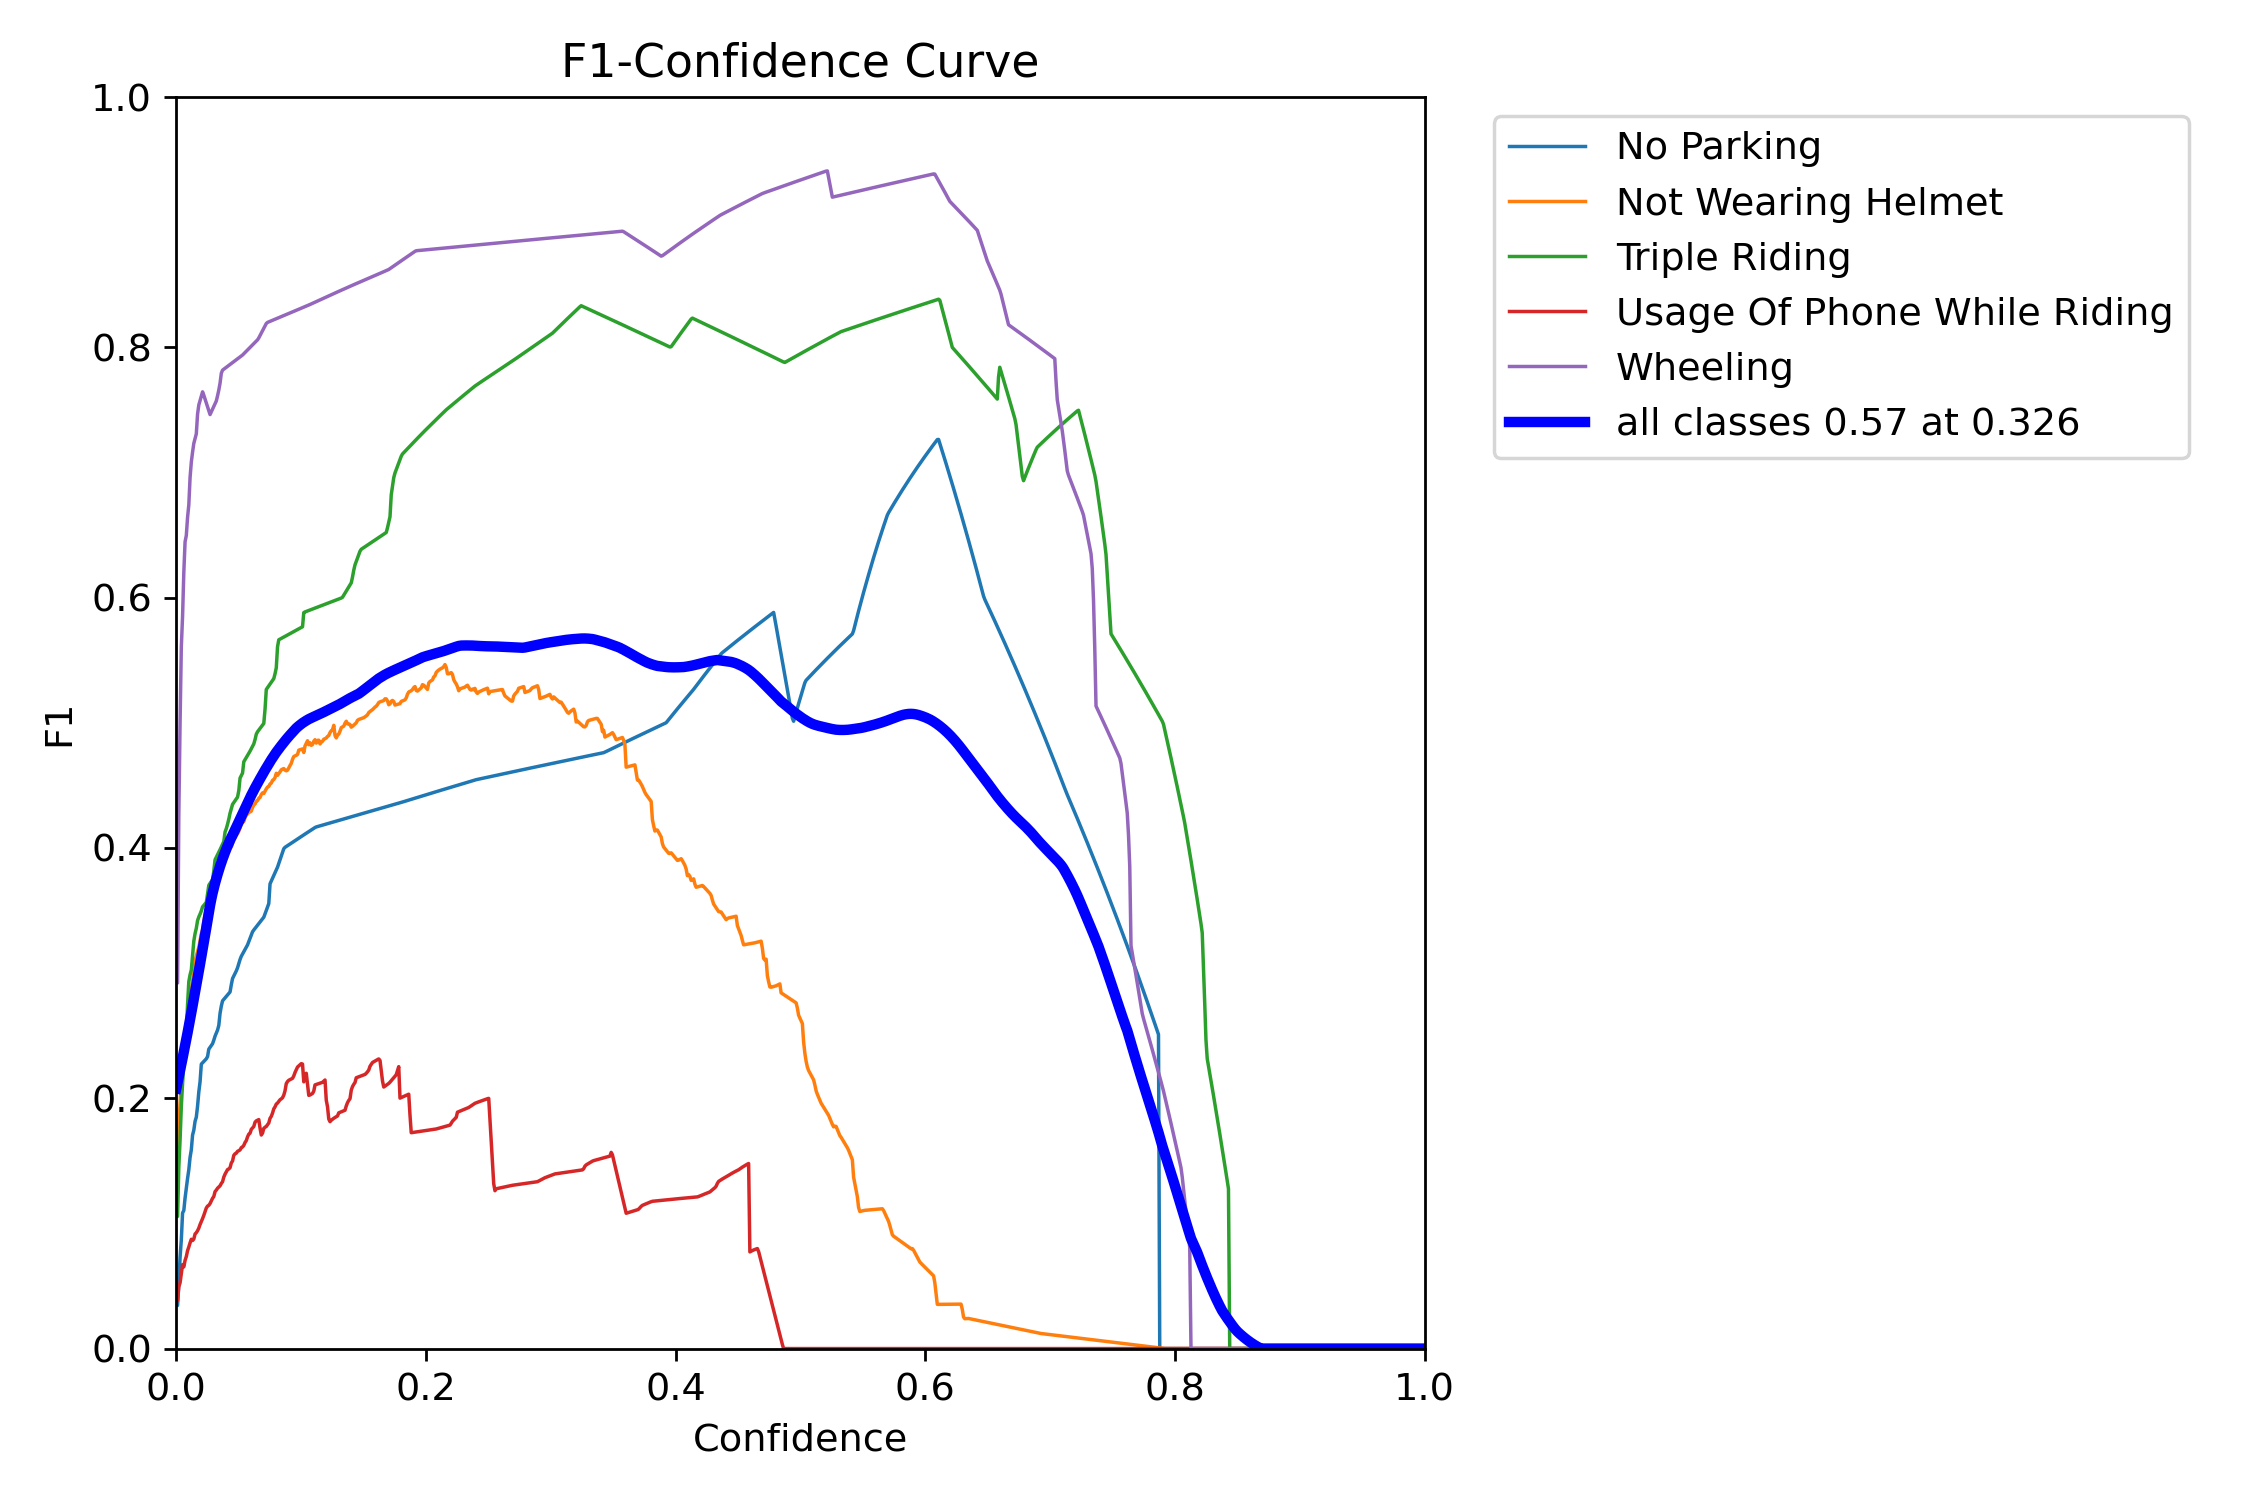 F1-Confidence Curve
1.0
0.8
0.6
0.4
0.2
0.0
F1
0.0 0.2 0.4 0.6 0.8 1.0
Confidence
No Parking
Not Wearing Helmet
Triple Riding
Usage Of Phone While Riding
Wheeling
all classes 0.57 at 0.326